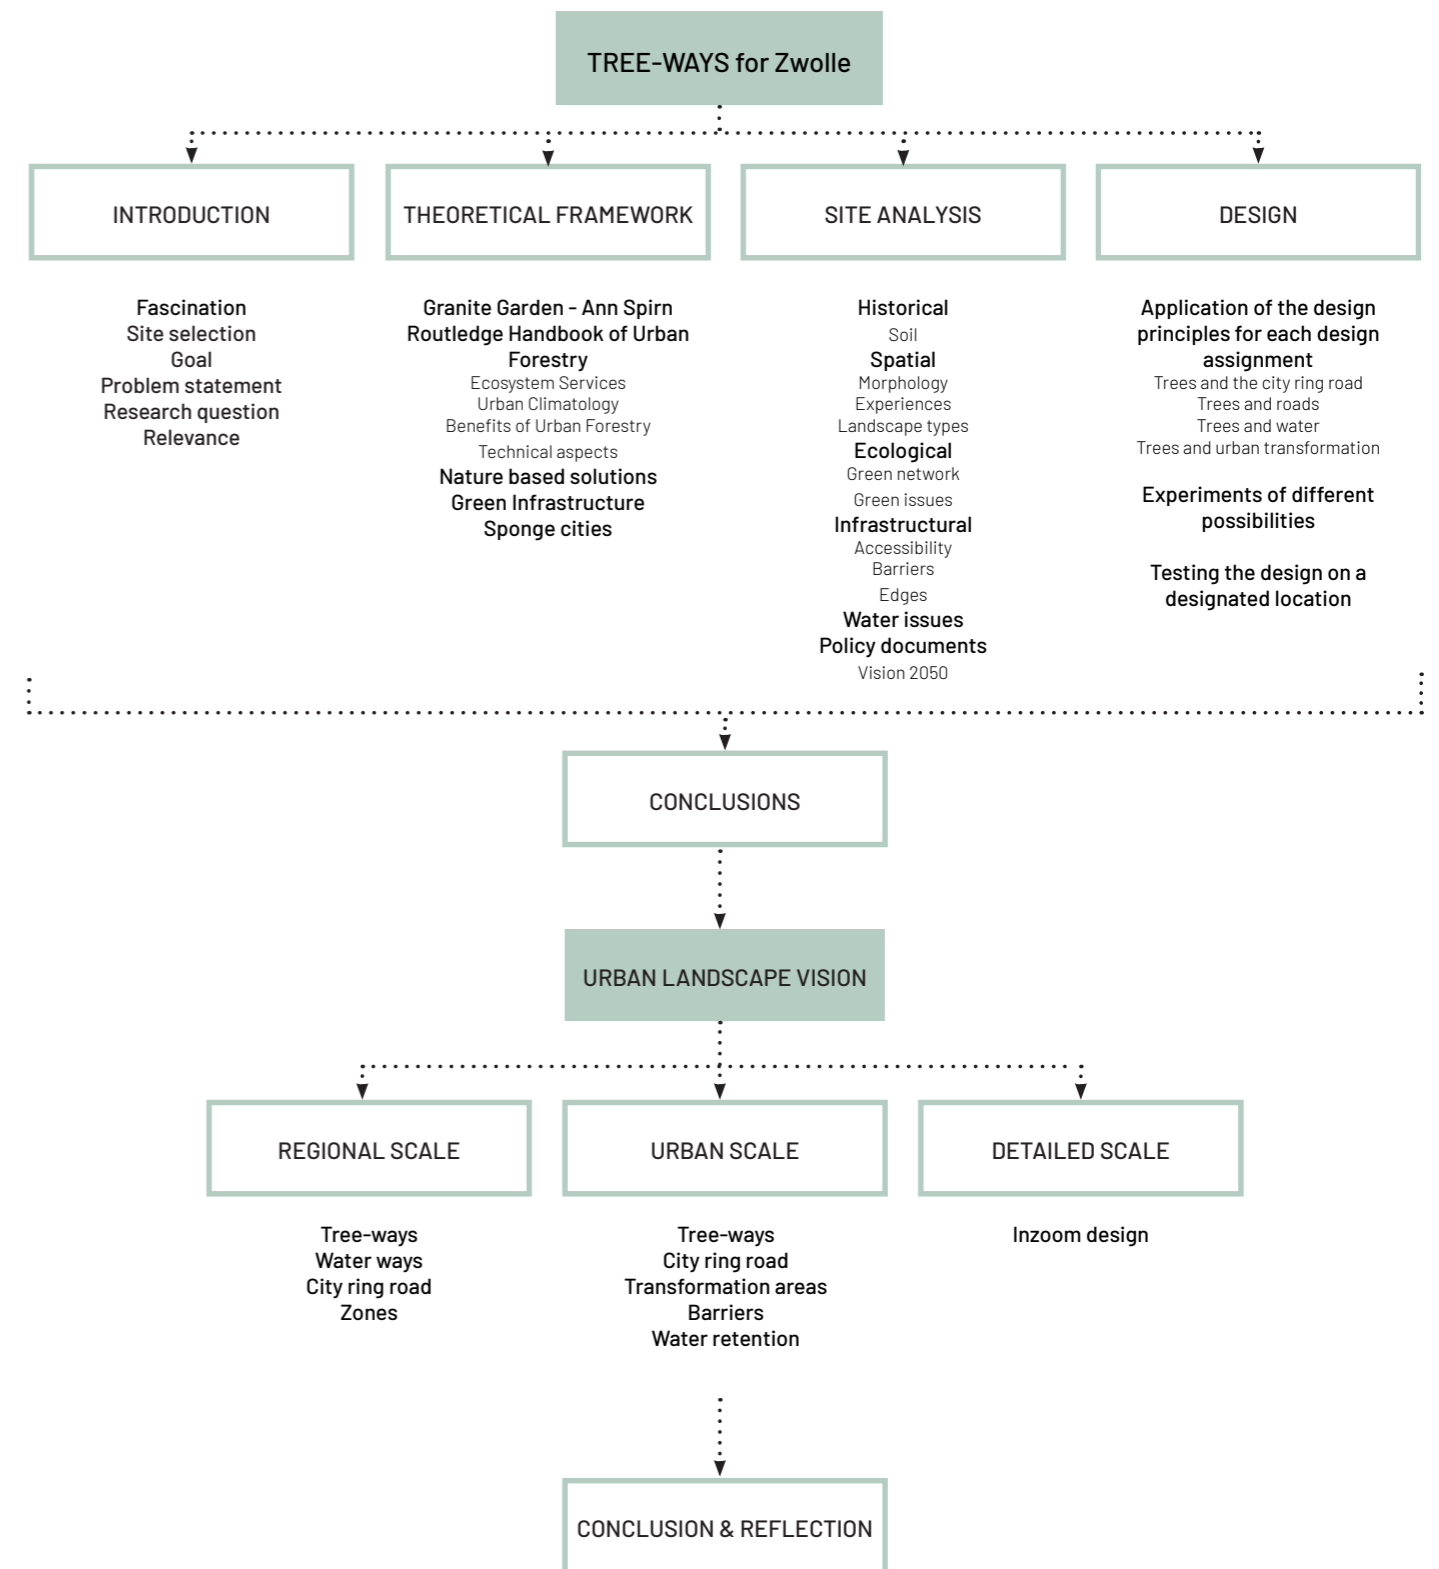 TREE-WAYS for Zwolle
INTRODUCTION
Fascination
Site selection
Goal
Problem statement
Research question
Relevance
THEORETICAL FRAMEWORK
Granite Garden - Ann Spirn
Routledge Handbook of Urban
Forestry
Ecosystem Services
Urban Climatology
Benefits of Urban Forestry
Technical aspects
Nature based solutions
Green Infrastructure
Sponge cities
SITE ANALYSIS
Historical
Soil
Spatial
Morphology
Experiences
Landscape types
Ecological
Green network
Green issues
Infrastructural
Accessibility
Barriers
Edges
Water issues
Policy documents
Vision 2050
DESIGN
Application of the design
principles for each design
assignment
Trees and the city ring road
Trees and roads
Trees and water
Trees and urban transformation
Experiments of different
possibilities
Testing the design on a
designated location
CONCLUSIONS
URBAN LANDSCAPE VISION
REGIONAL SCALE
Tree-ways
Water ways
City ring road
Zones
URBAN SCALE
Tree-ways
City ring road
Transformation areas
Barriers
Water retention
DETAILED SCALE
Inzoom design
CONCLUSION & REFLECTION